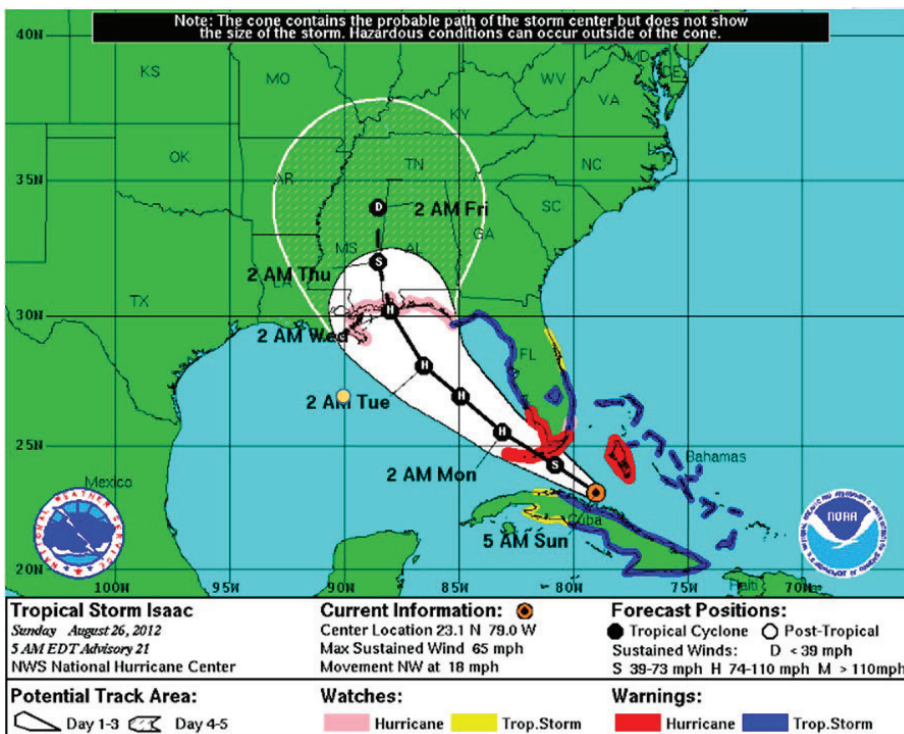 Note: The cone contains the probable path of the storm center but does not show
the size of the storm. Hazardous conditions can occur outside of the cone.
40N
KS
MO
WV
MD
DE
KY
VA
OK
AR
TN
NC
35N
2 AM Fri
SC
MS
AL
GA
2 AM Thu
LA
TX
30N
2 AM Wed
FL
2 AM Tue
25N
2 AM Mon
Bahamas
Mexico
Cuba
5 AM Sun
NOAA
20N
Haiti
100W
95W
90W
85W
80W
75W
70W
D
S
H
H
H
H
S
Tropical Storm Isaac
Sunday August 26, 2012
5 AM EDT Advisory 21
NWS National Hurricane Center
Current Information:
Center Location 23.1 N 79.0 W
Max Sustained Wind 65 mph
Movement NW at 18 mph
Forecast Positions:
Tropical Cyclone Post-Tropical
Sustained Winds: D < 39 mph
S 39-73 mph H 74-110 mph M > 110mph
Potential Track Area:
Day 1-3 Day 4-5
Watches:
Hurricane Trop.Storm
Warnings:
Hurricane Trop.Storm